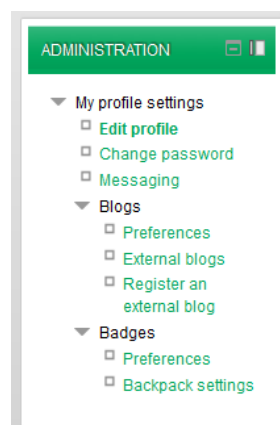 ADMINISTRATION
My profile settings
Edit profile
Change password
Messaging
Blogs
Preferences
External blogs
Register an
external blog
Badges
Preferences
Backpack settings